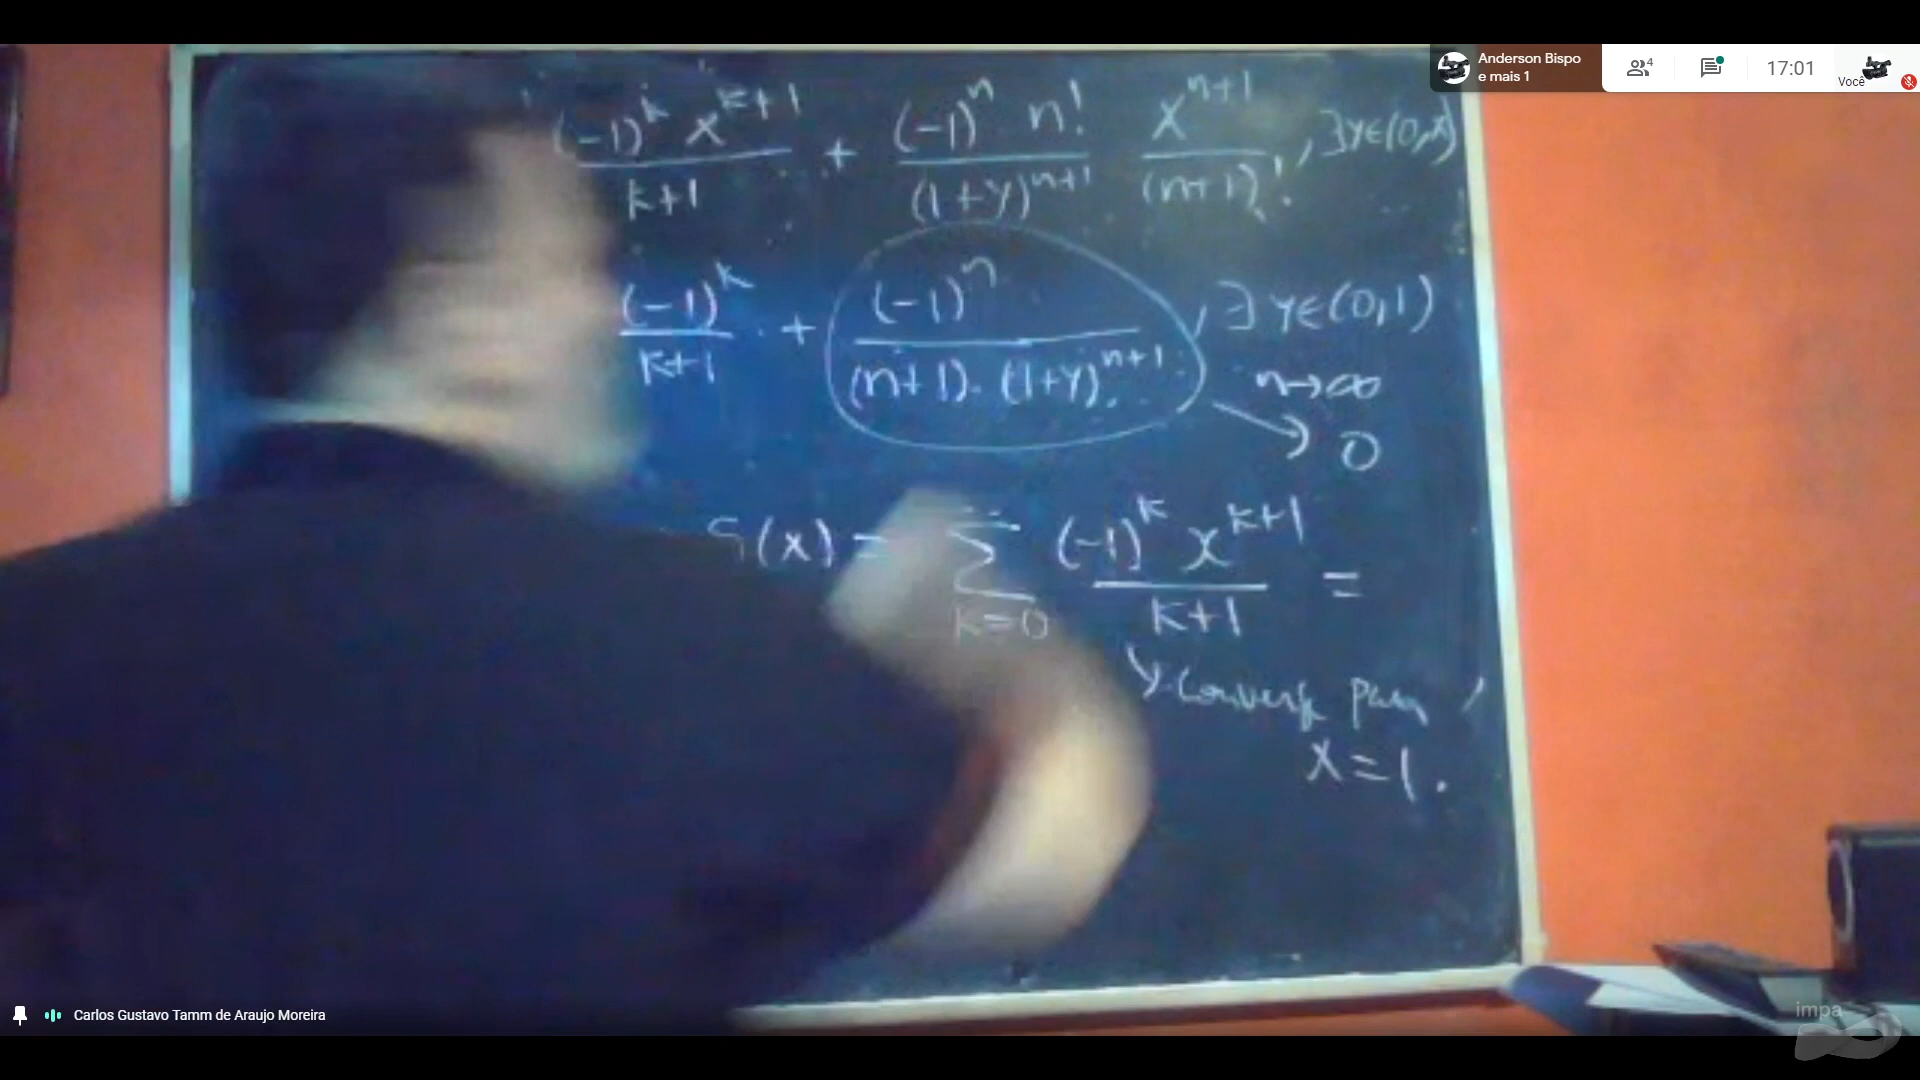 Anderson Bispo
e mais 1
4
17:01
Você
(-1)^k x^{k+1} / k+1 + (-1)^n n! / (1+y)^{n+1} x^{n+1} / (n+1)! , ∃ y∈(0,x)
(-1)^k / k+1 + (-1)^n / (n+1). (1+y)^{n+1} , ∃ y∈(0,1)
n→∞
→ 0
(x) = ∑ k=0 (-1)^k x^{k+1} / k+1 =
para
x=1.
Carlos Gustavo Tamm de Araujo Moreira
impa